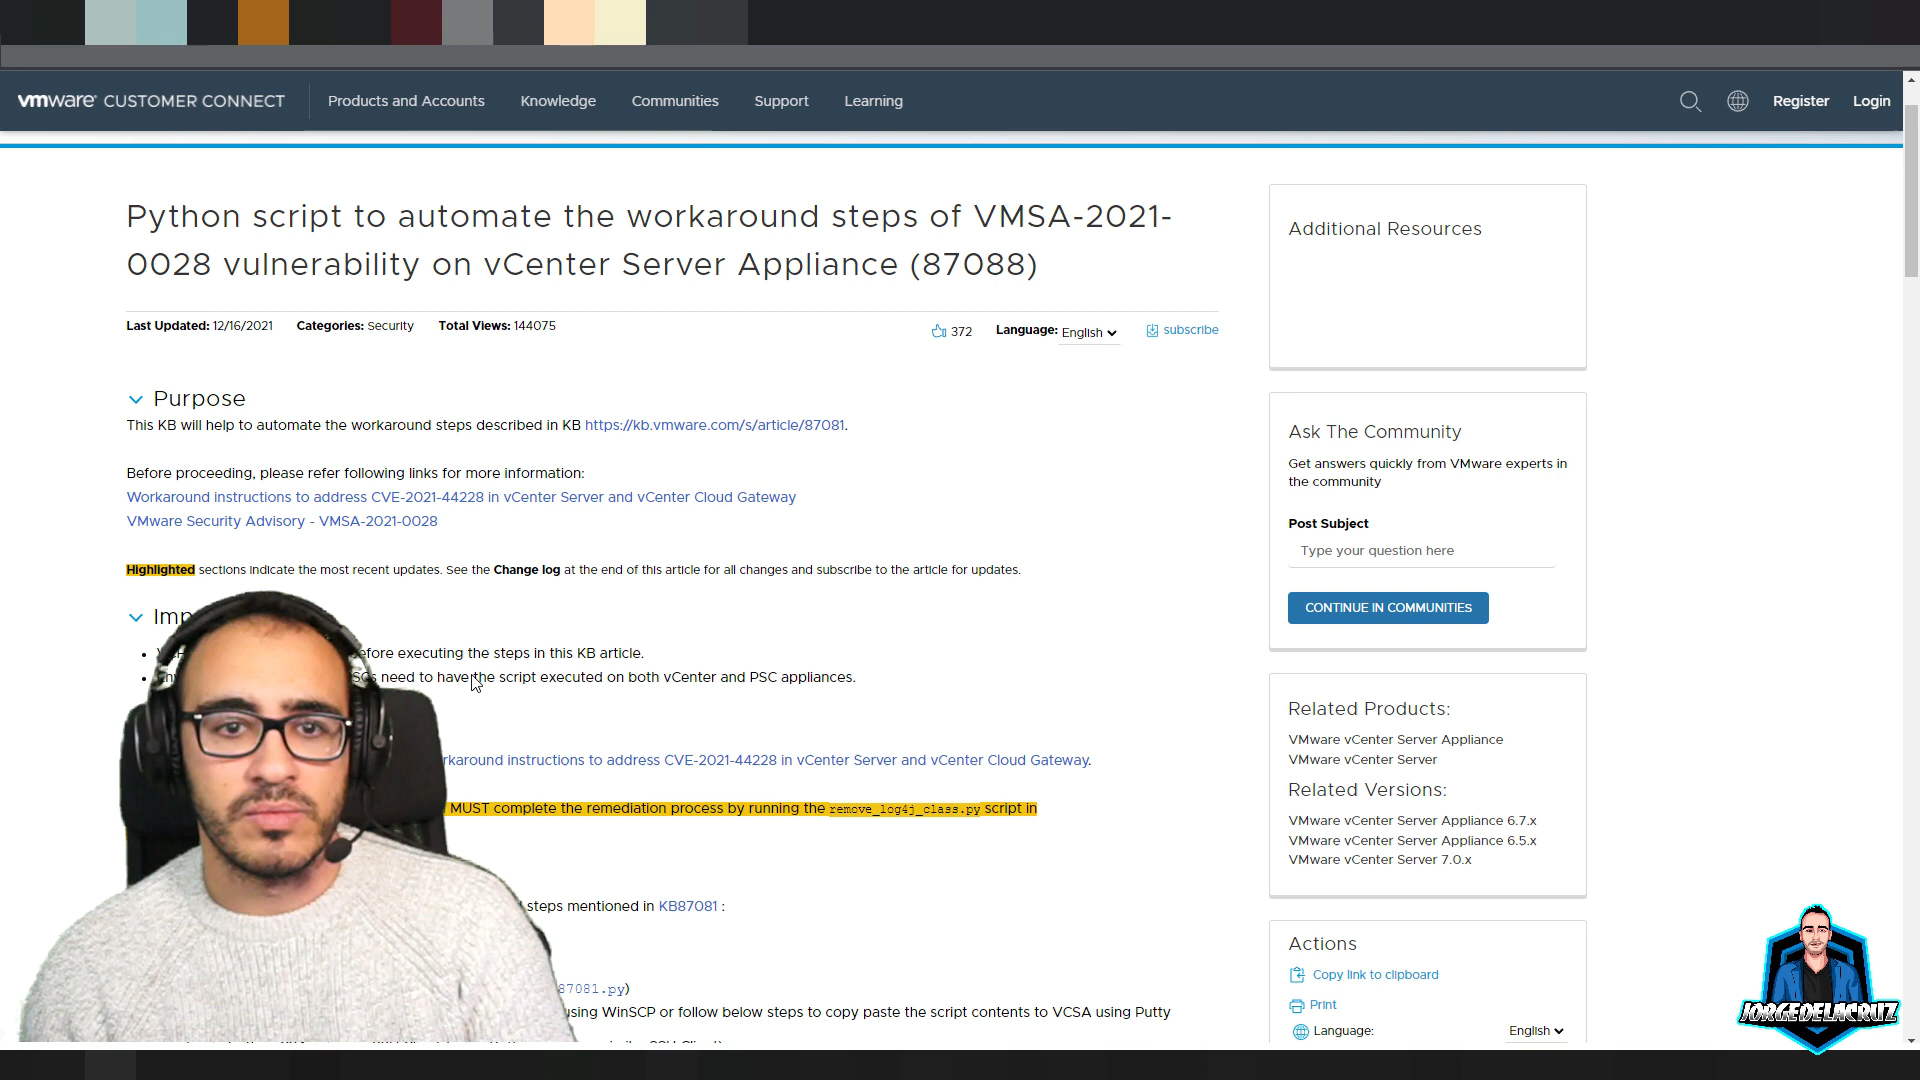 vmware CUSTOMER CONNECT
Products and Accounts
Knowledge
Communities
Support
Learning
Register
Login
Python script to automate the workaround steps of VMSA-2021-
0028 vulnerability on vCenter Server Appliance (87088)
Last Updated: 12/16/2021 Categories: Security Total Views: 144075
372 Language: English subscribe
Purpose
This KB will help to automate the workaround steps described in KB https://kb.vmware.com/s/article/87081.
Before proceeding, please refer following links for more information:
Workaround instructions to address CVE-2021-44228 in vCenter Server and vCenter Cloud Gateway
VMware Security Advisory - VMSA-2021-0028
Highlighted sections indicate the most recent updates. See the Change log at the end of this article for all changes and subscribe to the article for updates.
before executing the steps in this KB article.
need to have the script executed on both vCenter and PSC appliances.
instructions to address CVE-2021-44228 in vCenter Server and vCenter Cloud Gateway.
MUST complete the remediation process by running the remove_log4j_class.py script in
steps mentioned in KB87081 :
87081.py)
using WinSCP or follow below steps to copy paste the script contents to VCSA using Putty
Additional Resources
Ask The Community
Get answers quickly from VMware experts in
the community
Post Subject
Type your question here
CONTINUE IN COMMUNITIES
Related Products:
VMware vCenter Server Appliance
VMware vCenter Server
Related Versions:
VMware vCenter Server Appliance 6.7.x
VMware vCenter Server Appliance 6.5.x
VMware vCenter Server 7.0.x
Actions
Copy link to clipboard
Print
Language: English
JORGEDELACRUZ